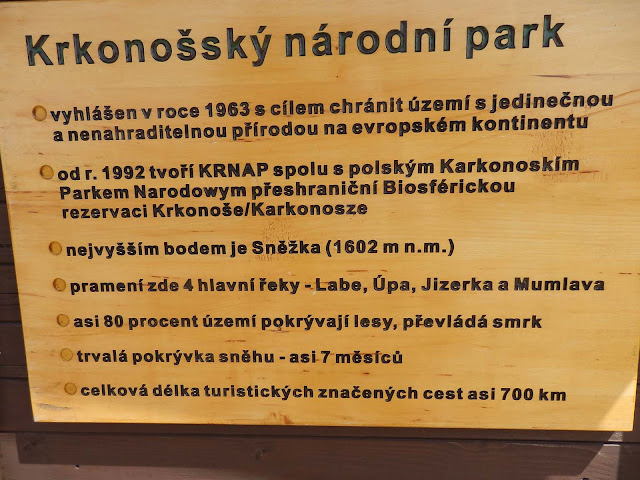 Krkonošský národní park
vyhlášen v roce 1963 s cílem chránit území s jedinečnou
a nenahraditelnou přírodou na evropském kontinentu
od r. 1992 tvoří KRNAP spolu s polským Karkonoskim
Parkem Narodowym přeshraniční Biosférickou
rezervaci Krkonoše/Karkonosze
nejvyšším bodem je Sněžka (1602 m n.m.)
pramení zde 4 hlavní řeky - Labe, Úpa, Jizerka a Mumlava
asi 80 procent území pokrývají lesy, převládá smrk
trvalá pokrývka sněhu - asi 7 měsíců
celková délka turistických značených cest asi 700 km